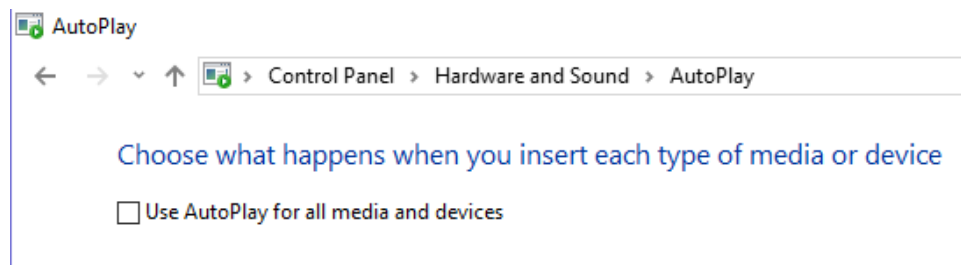 AutoPlay
Control Panel > Hardware and Sound > AutoPlay
Choose what happens when you insert each type of media or device
Use AutoPlay for all media and devices